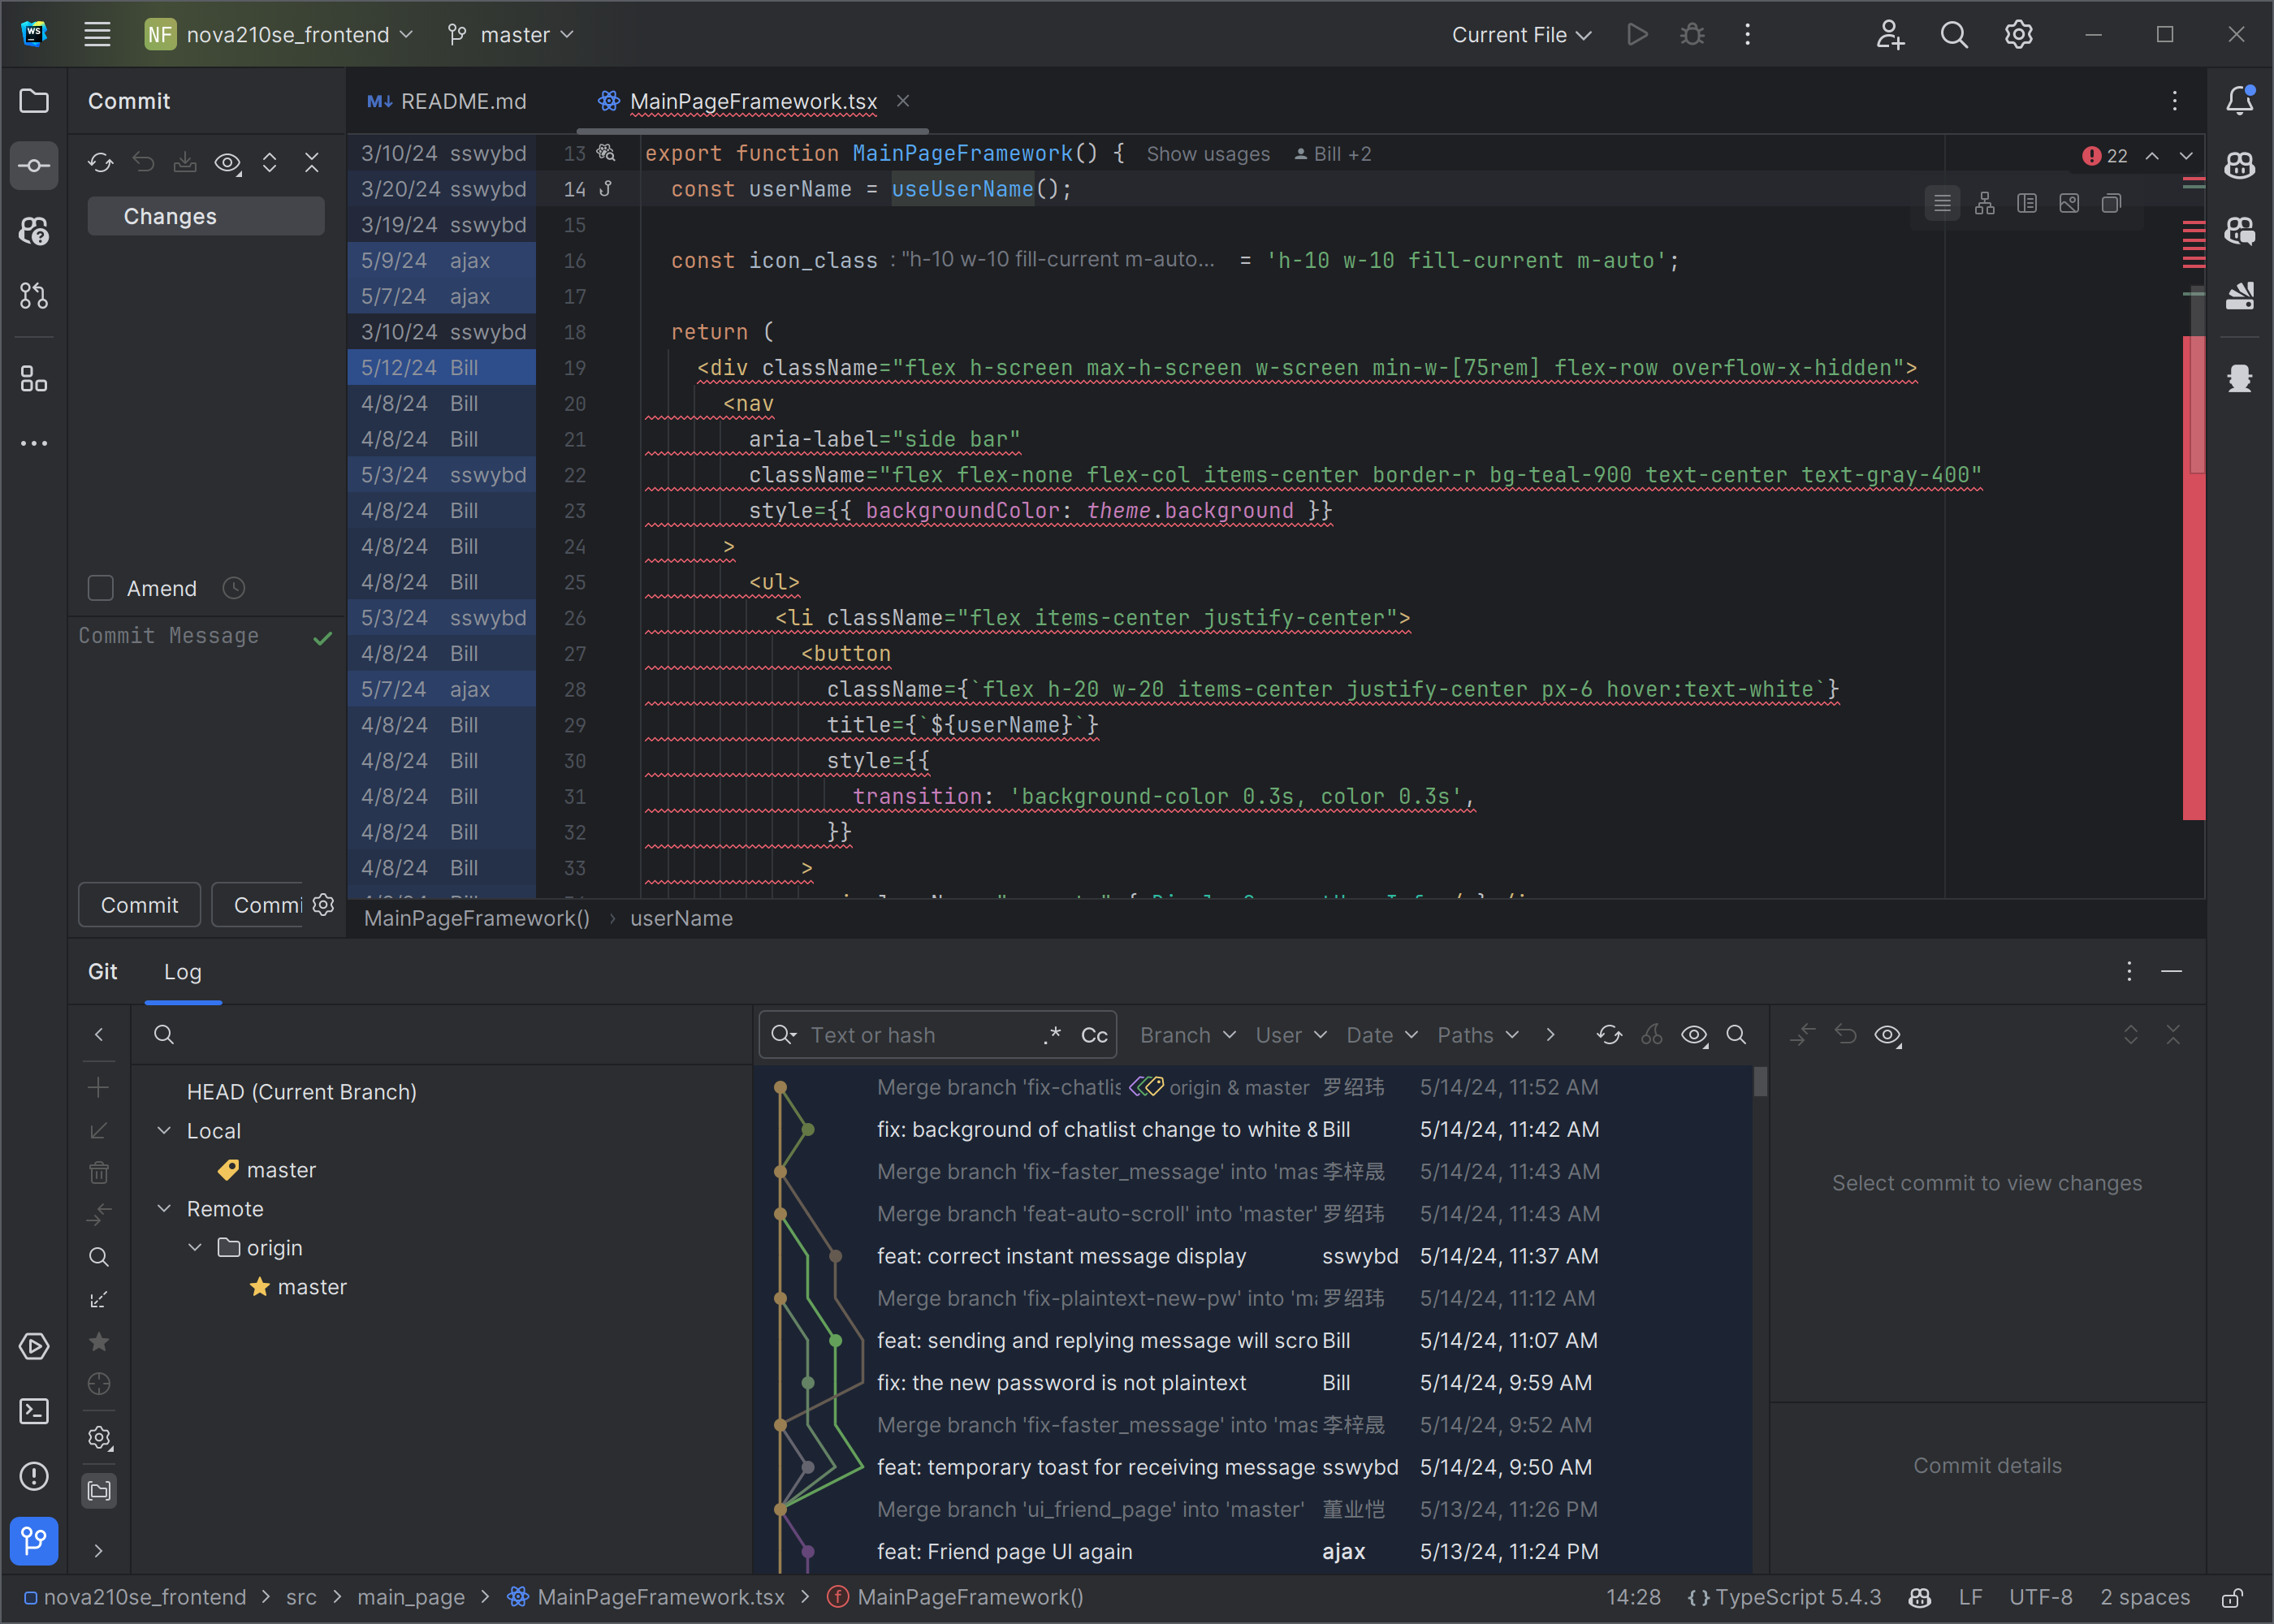 WS
NF nova210se_frontend master Current File
Commit
README.md MainPageFramework.tsx
Changes
Amend
Commit Message
Commit Commi
3/10/24 sswybd 13 export function MainPageFramework() { Show usages Bill +2
22
3/20/24 sswybd 14 const userName = useUserName();
3/19/24 sswybd 15
5/9/24 ajax 16 const icon_class : "h-10 w-10 fill-current m-auto... = 'h-10 w-10 fill-current m-auto';
5/7/24 ajax 17
3/10/24 sswybd 18 return (
5/12/24 Bill 19 <div className="flex h-screen max-h-screen w-screen min-w-[75rem] flex-row overflow-x-hidden">
4/8/24 Bill 20 <nav
4/8/24 Bill 21 aria-label="side bar"
5/3/24 sswybd 22 className="flex flex-none flex-col items-center border-r bg-teal-900 text-center text-gray-400"
4/8/24 Bill 23 style={{ backgroundColor: theme.background }}
4/8/24 Bill 24 >
4/8/24 Bill 25 <ul>
5/3/24 sswybd 26 <li className="flex items-center justify-center">
4/8/24 Bill 27 <button
5/7/24 ajax 28 className={`flex h-20 w-20 items-center justify-center px-6 hover:text-white`}
4/8/24 Bill 29 title={`${userName}`}
4/8/24 Bill 30 style={{
4/8/24 Bill 31 transition: 'background-color 0.3s, color 0.3s',
4/8/24 Bill 32 }}
4/8/24 Bill 33 >
MainPageFramework() › userName
Git Log
HEAD (Current Branch)
Local
master
Remote
origin
master
Text or hash .* Cc Branch User Date Paths
Merge branch 'fix-chatlis origin & master 罗绍玮 5/14/24, 11:52 AM
fix: background of chatlist change to white & Bill 5/14/24, 11:42 AM
Merge branch 'fix-faster_message' into 'mas 李梓晟 5/14/24, 11:43 AM
Merge branch 'feat-auto-scroll' into 'master' 罗绍玮 5/14/24, 11:43 AM
feat: correct instant message display sswybd 5/14/24, 11:37 AM
Merge branch 'fix-plaintext-new-pw' into 'ma 罗绍玮 5/14/24, 11:12 AM
feat: sending and replying message will scro Bill 5/14/24, 11:07 AM
fix: the new password is not plaintext Bill 5/14/24, 9:59 AM
Merge branch 'fix-faster_message' into 'mas 李梓晟 5/14/24, 9:52 AM
feat: temporary toast for receiving message sswybd 5/14/24, 9:50 AM
Merge branch 'ui_friend_page' into 'master' 董业恺 5/13/24, 11:26 PM
feat: Friend page UI again ajax 5/13/24, 11:24 PM
Select commit to view changes
Commit details
nova210se_frontend › src › main_page › MainPageFramework.tsx › f MainPageFramework()
14:28 {} TypeScript 5.4.3 LF UTF-8 2 spaces